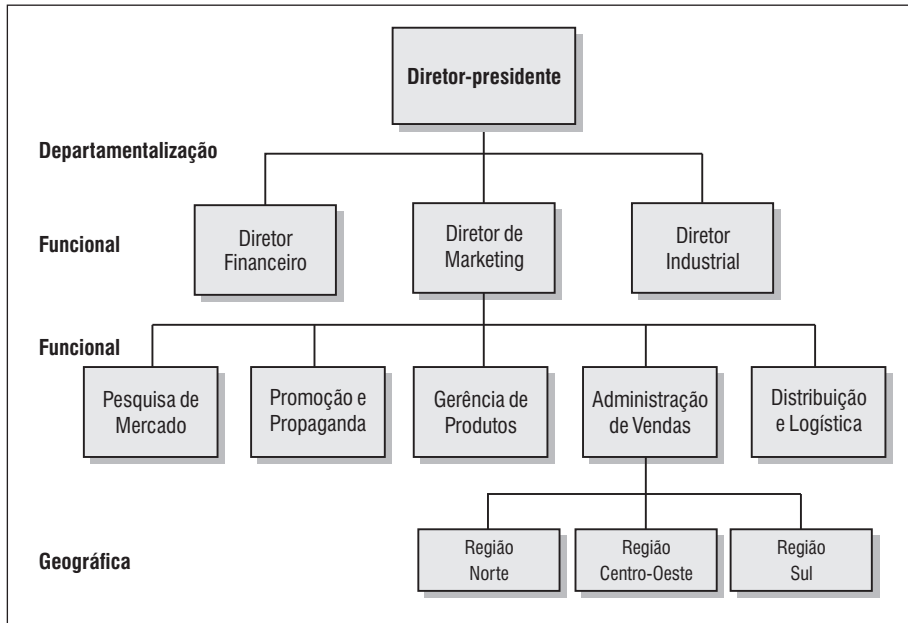 Diretor-presidente
Departamentalização
Funcional
Diretor
Financeiro
Diretor de
Marketing
Diretor
Industrial
Funcional
Pesquisa de
Mercado
Promoção e
Propaganda
Gerência de
Produtos
Administração
de Vendas
Distribuição
e Logística
Geográfica
Região
Norte
Região
Centro-Oeste
Região
Sul